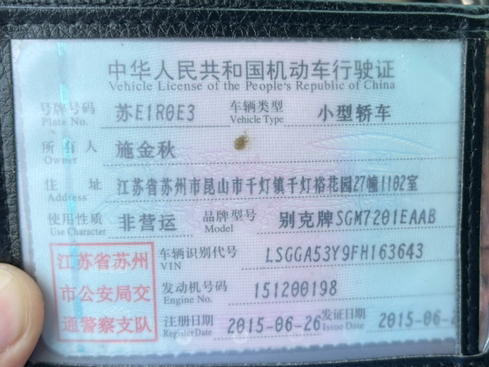 中华人民共和国机动车行驶证
Vehicle License of the People's Republic of China
号牌号码 苏E1R0E3 车辆类型 小型轿车
Plate No. Vehicle Type
所有人 施金秋
Owner
住址 江苏省苏州市昆山市千灯镇千灯裕花园27幢1102室
Address
使用性质 非营运 品牌型号 别克牌SGM7201EAAB
Use Character Model
江苏省苏州 车辆识别代号 LSGGA53Y9FH163643
VIN
市公安局交 发动机号码 151200198
Engine No.
通警察支队 注册日期 2015-06-26 发证日期 2015-06-2
RegisterDate Issue Date